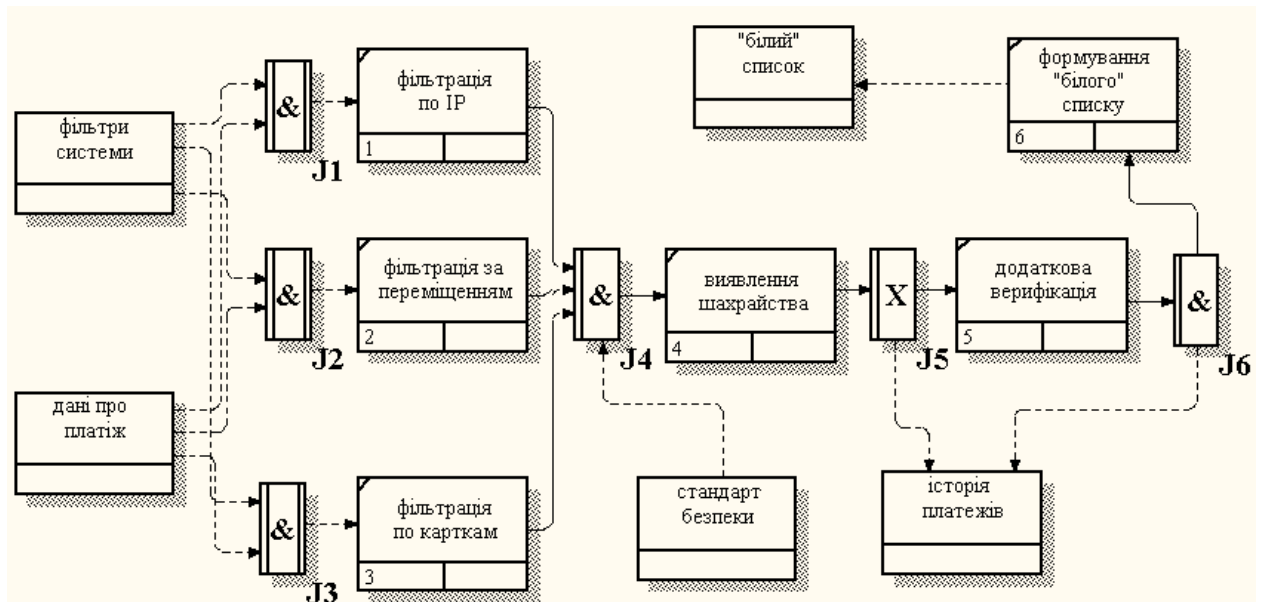 "білий"
список
формування
"білого"
списку
6
фільтри
системи
&
J1
фільтрація
по IP
1
&
J2
фільтрація за
переміщенням
2
&
J4
виявлення
шахрайства
4
X
J5
додаткова
верифікація
5
&
J6
дані про
платіж
&
J3
фільтрація
по карткам
3
стандарт
безпеки
історія
платежів